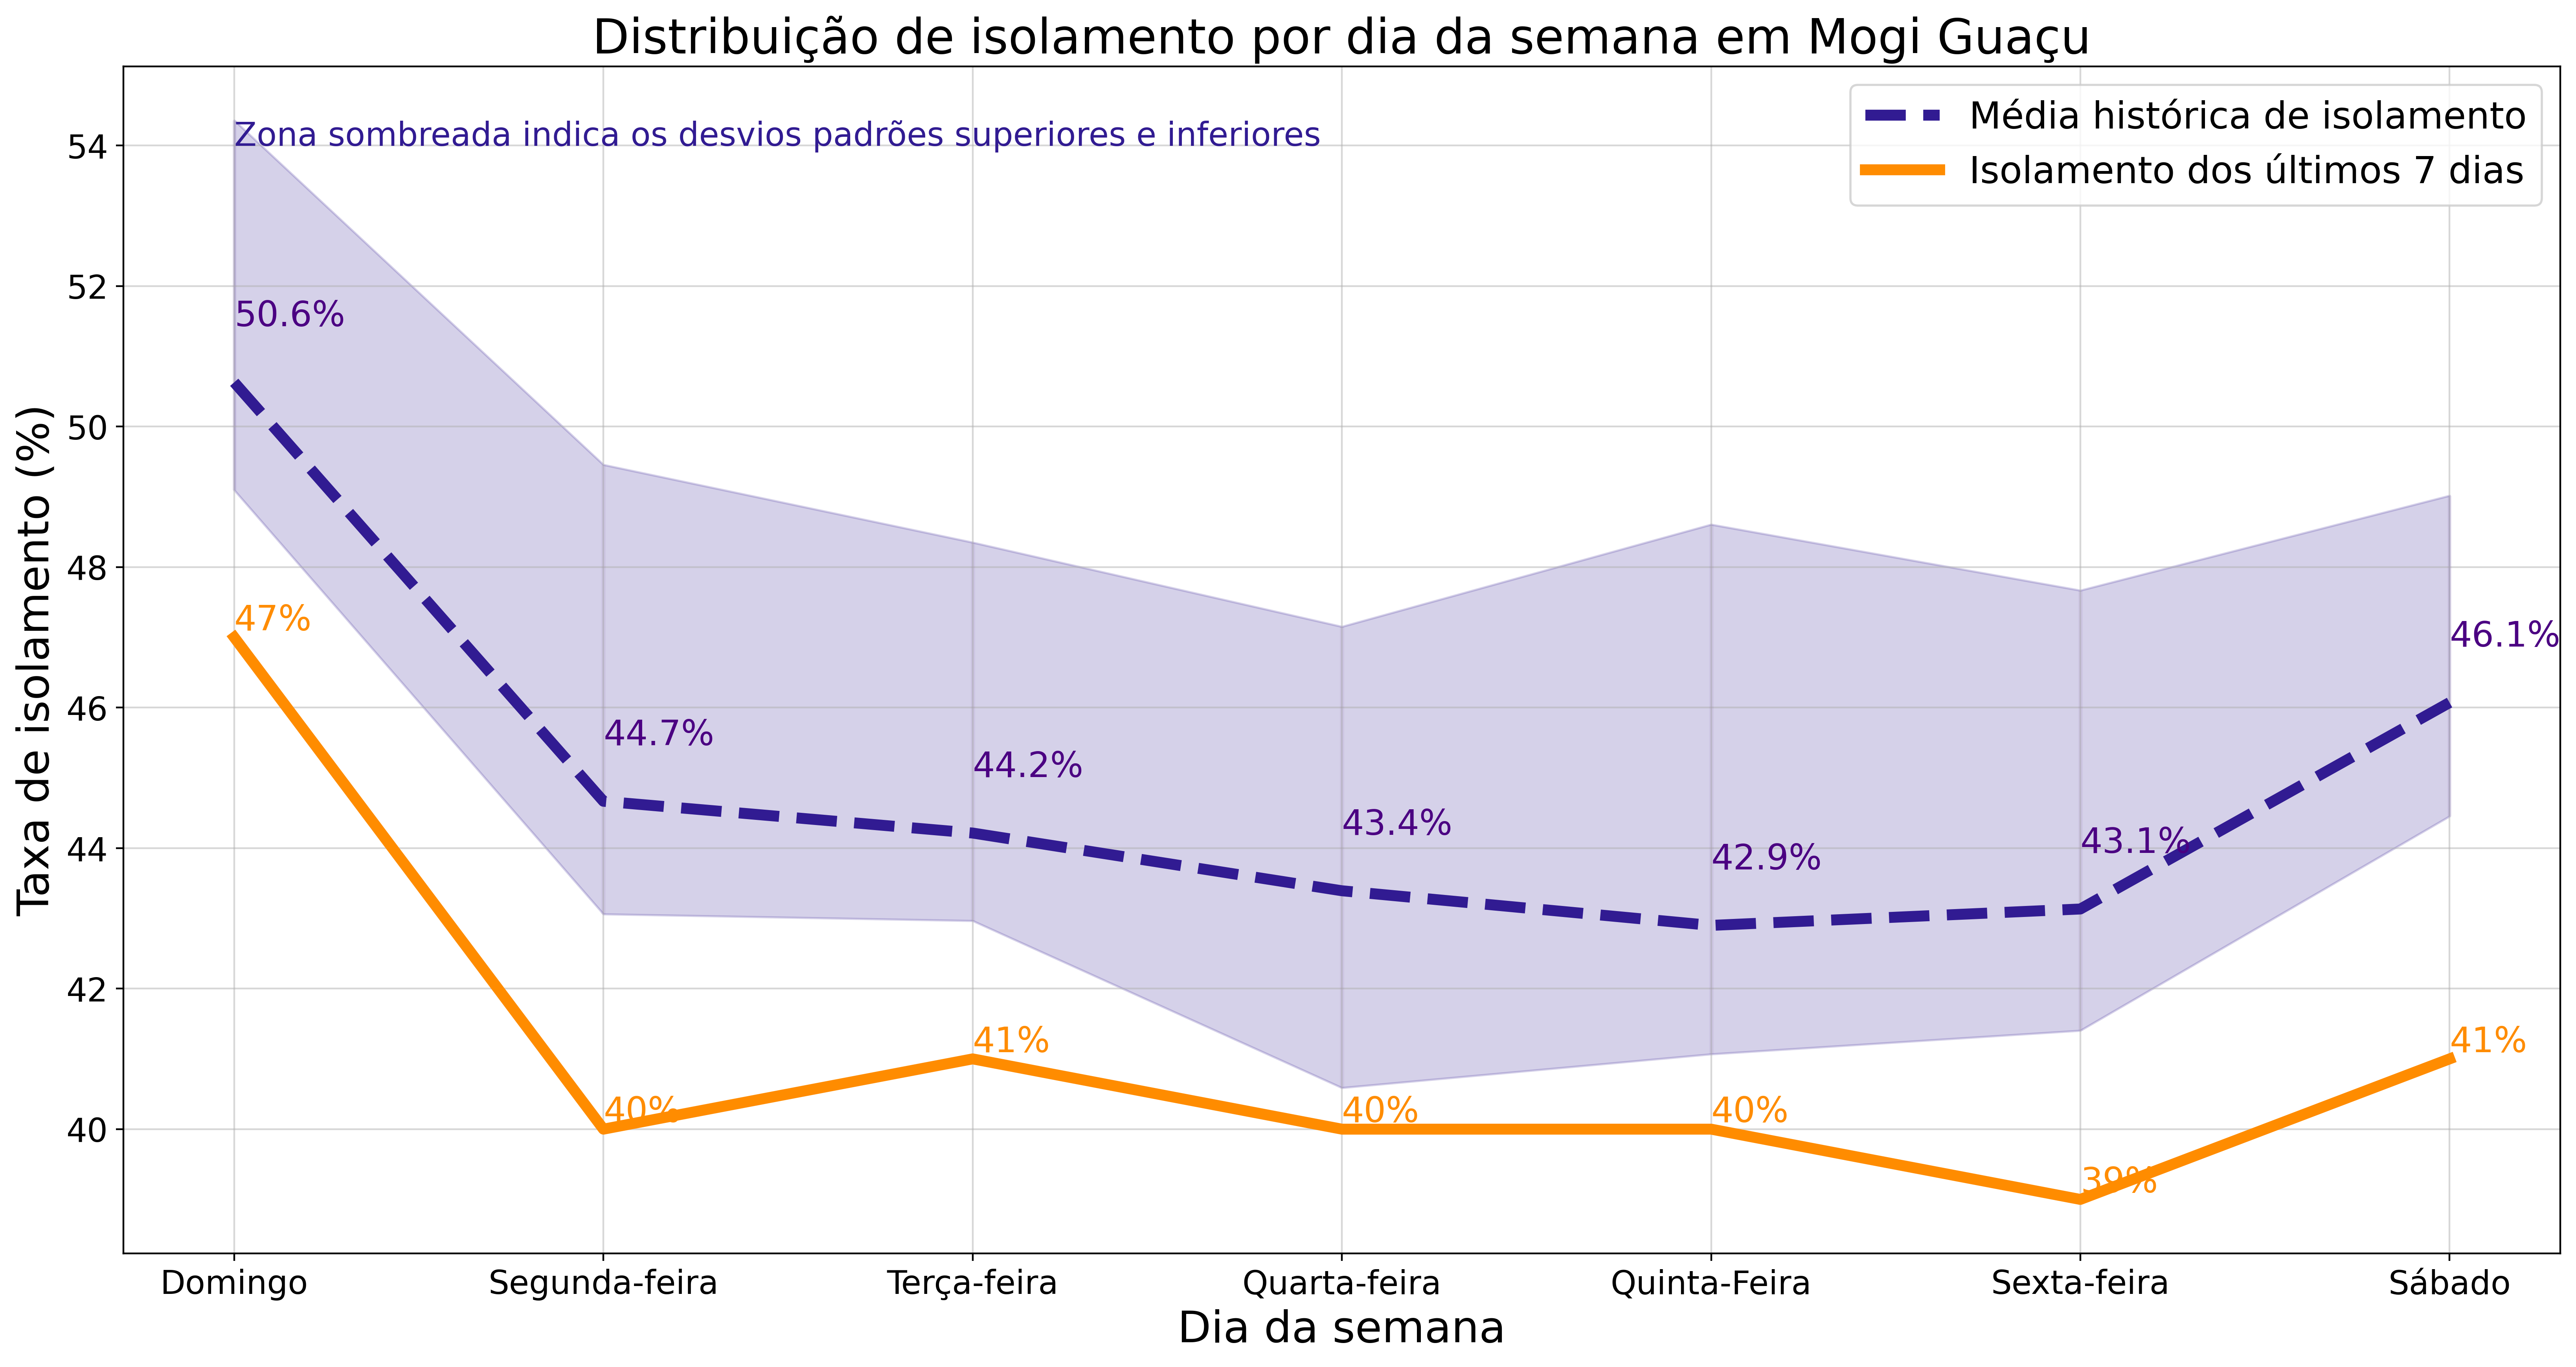 Distribuição de isolamento por dia da semana em Mogi Guaçu
Zona sombreada indica os desvios padrões superiores e inferiores
Média histórica de isolamento
Isolamento dos últimos 7 dias
Taxa de isolamento (%)
54
52
50
48
46
44
42
40
50.6%
44.7%
44.2%
43.4%
42.9%
43.1%
46.1%
47%
40%
41%
40%
40%
39%
41%
Domingo
Segunda-feira
Terça-feira
Quarta-feira
Quinta-Feira
Sexta-feira
Sábado
Dia da semana